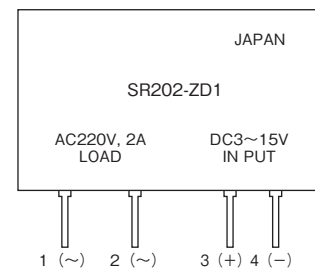 JAPAN
SR202-ZD1
AC220V, 2A DC3～15V
LOAD IN PUT
1 (～) 2 (～) 3 (+) 4 (−)